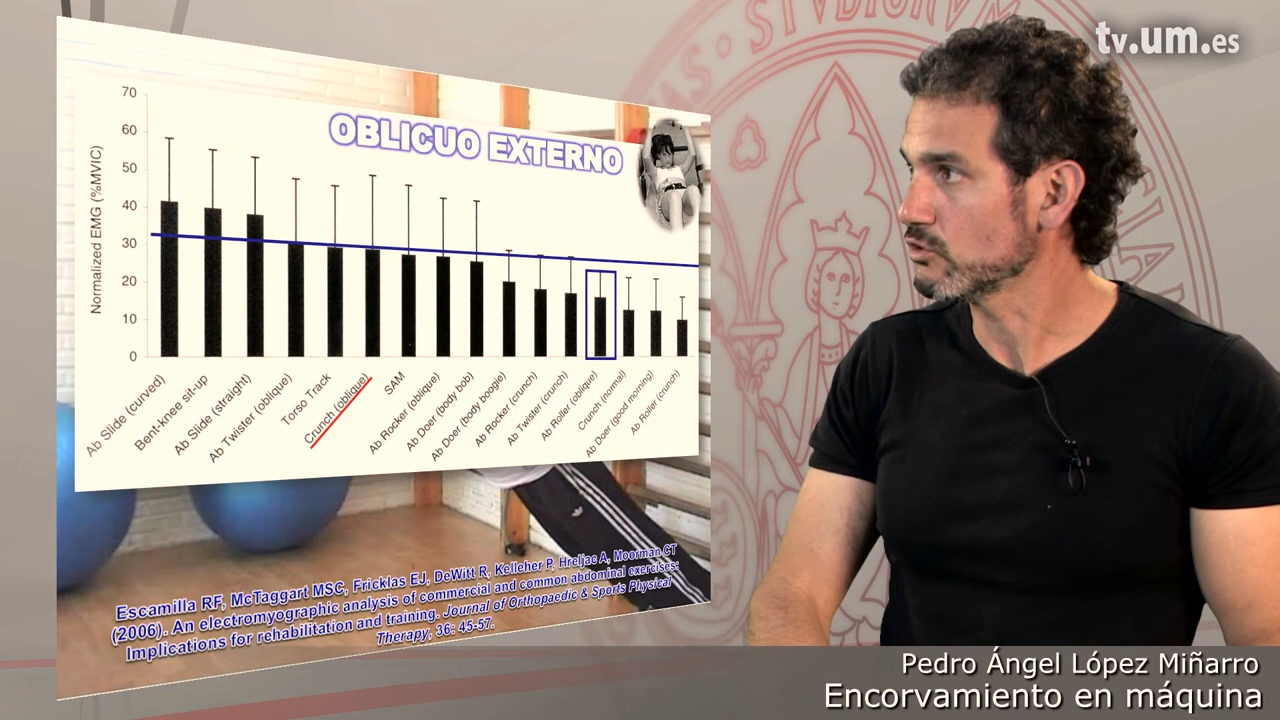 STVDIORVM
tv.um.es
OBLICUO EXTERNO
Normalized EMG (%MVIC)
70
60
50
40
30
20
10
0
Ab Slide (curved)
Bent-knee sit-up
Ab Slide (straight)
Ab Twister (oblique)
Torso Track
Crunch (oblique)
SAM
Ab Rocker (oblique)
Ab Doer (body bob)
Ab Doer (body boogie)
Ab Rocker (crunch)
Ab Twister (crunch)
Ab Roller (oblique)
Crunch (normal)
Ab Doer (good morning)
Ab Roller (crunch)
Escamilla RF, McTaggart MSC, Fricklas EJ, DeWitt R, Kelleher P, Hreljac A, Moorman CT
(2006). An electromyographic analysis of commercial and common abdominal exercises:
Implications for rehabilitation and training. Journal of Orthopaedic & Sports Physical
Therapy, 36: 45-57.
Pedro Ángel López Miñarro
Encorvamiento en máquina